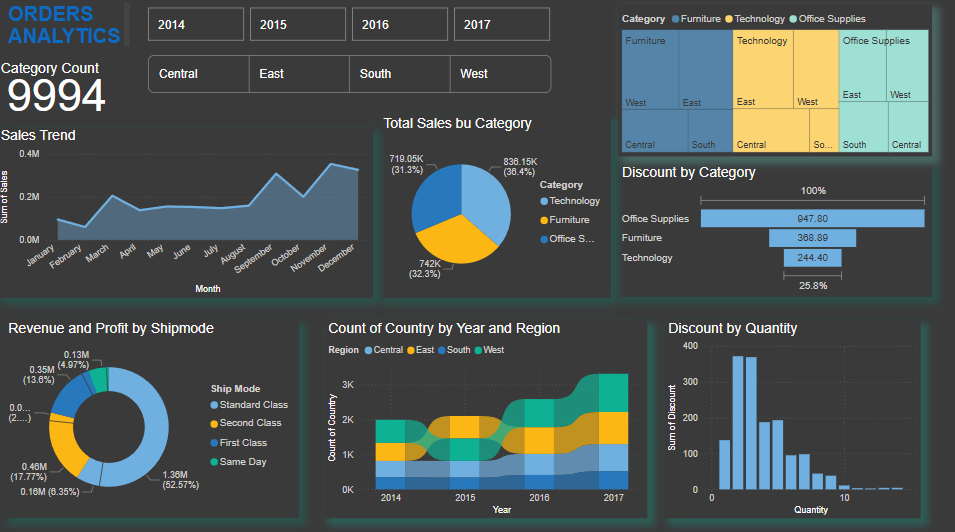 ORDERS
ANALYTICS
2014
2015
2016
2017
Central
East
South
West
Category Count
9994
Category
Furniture
Technology
Office Supplies
Furniture
Technology
Office Supplies
West
East
East
West
East
West
Central
South
Central
So...
South
Central
Sales Trend
0.4M
0.2M
0.0M
Sum of Sales
January
February
March
April
May
June
July
August
September
October
November
December
Month
Total Sales by Category
719.05K
(31.3%)
836.15K
(36.4%)
742K
(32.3%)
Category
Technology
Furniture
Office S...
Discount by Category
100%
Office Supplies
947.80
Furniture
368.89
Technology
244.40
25.8%
Revenue and Profit by Shipmode
0.13M
(4.97%)
0.35M
(13.6%)
0.0...
(2....)
0.46M
(17.77%)
0.16M (6.35%)
1.36M
(52.57%)
Ship Mode
Standard Class
Second Class
First Class
Same Day
Count of Country by Year and Region
Region
Central
East
South
West
3K
2K
1K
0K
Count of Country
2014
2015
2016
2017
Year
Discount by Quantity
400
300
200
100
0
Sum of Discount
0
10
Quantity